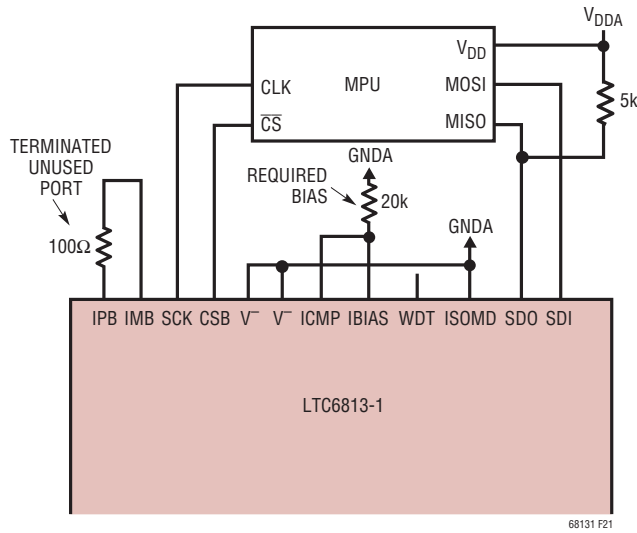 V_DDA
V_DD
CLK
MPU
MOSI
5k
C̅S̅
MISO
TERMINATED
UNUSED
PORT
GNDA
REQUIRED
BIAS
20k
100Ω
GNDA
IPB IMB SCK CSB V⁻ V⁻ ICMP IBIAS WDT ISOMD SDO SDI
LTC6813-1
68131 F21